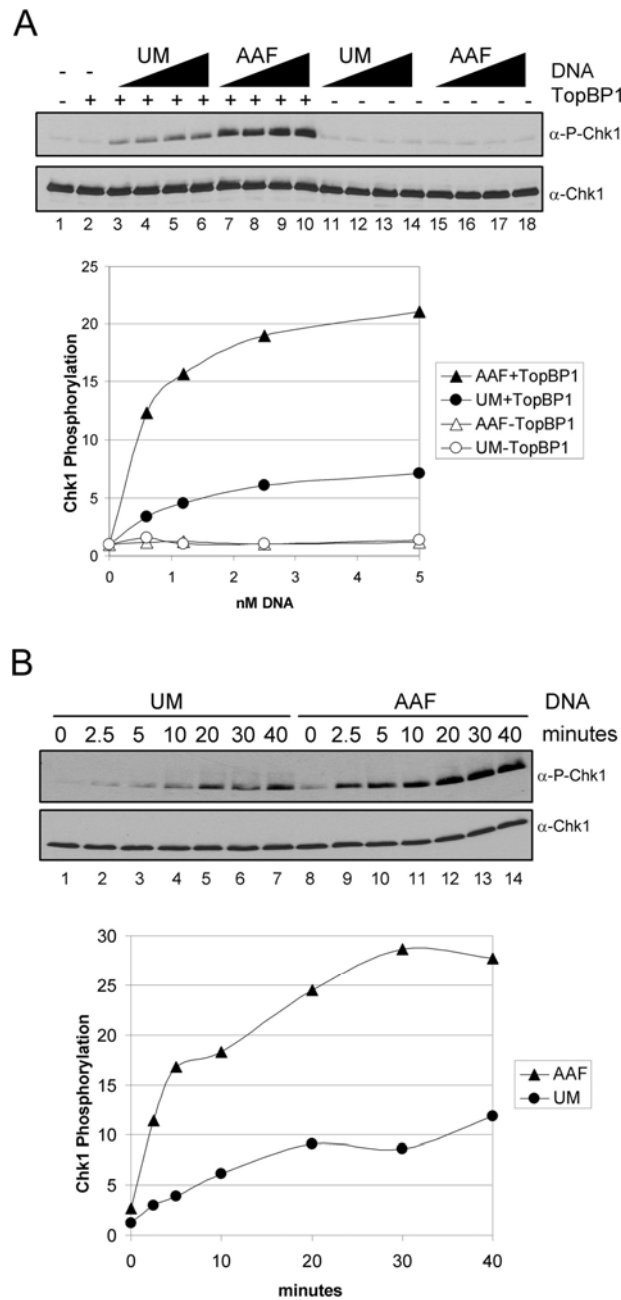 A
UM AAF UM AAF
- - DNA
- + + + + + + + + + - - - - - - - - TopBP1
α-P-Chk1
α-Chk1
1 2 3 4 5 6 7 8 9 10 11 12 13 14 15 16 17 18
25
20
15
10
5
0
Chk1 Phosphorylation
0 1 2 3 4 5
nM DNA
AAF+TopBP1
UM+TopBP1
AAF-TopBP1
UM-TopBP1
B
UM AAF DNA
0 2.5 5 10 20 30 40 0 2.5 5 10 20 30 40 minutes
α-P-Chk1
α-Chk1
1 2 3 4 5 6 7 8 9 10 11 12 13 14
30
25
20
15
10
5
0
Chk1 Phosphorylation
0 10 20 30 40
minutes
AAF
UM